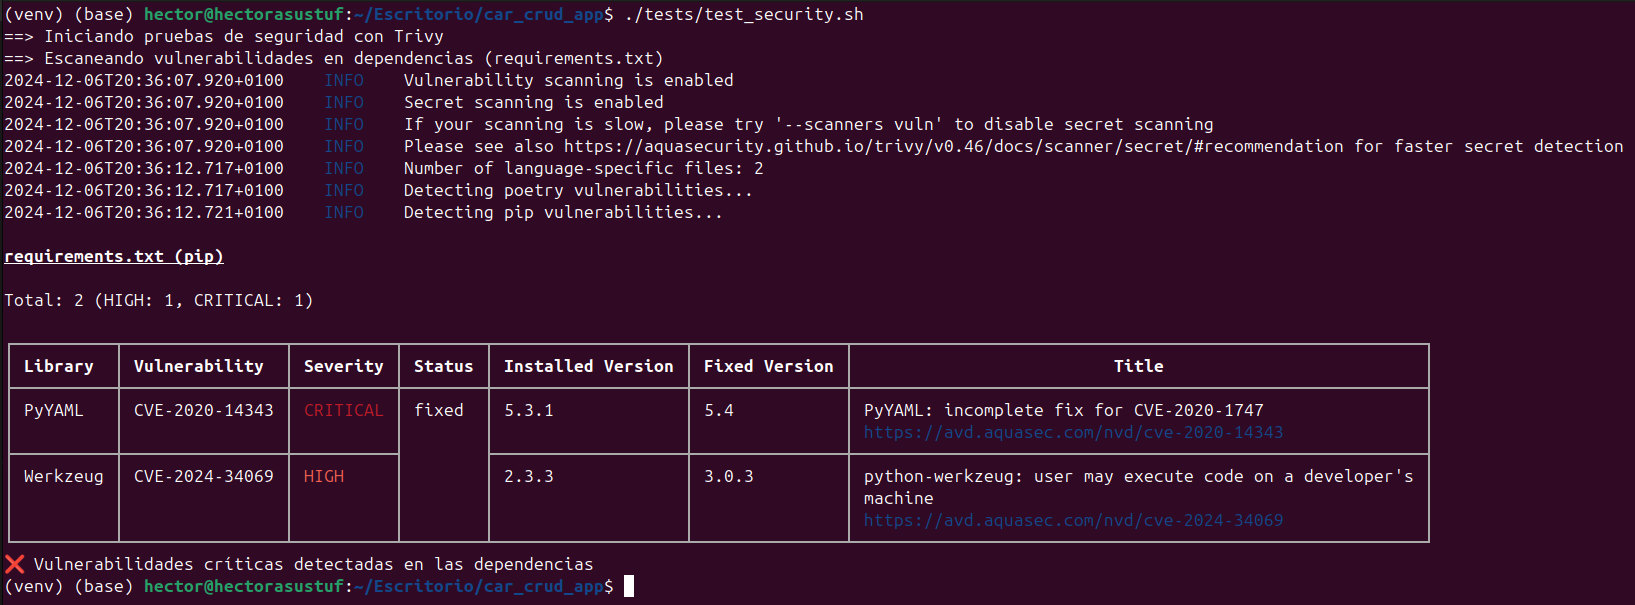 (venv) (base) hector@hectorasustuf:~/Escritorio/car_crud_app$ ./tests/test_security.sh
==> Iniciando pruebas de seguridad con Trivy
==> Escaneando vulnerabilidades en dependencias (requirements.txt)
2024-12-06T20:36:07.920+0100 INFO Vulnerability scanning is enabled
2024-12-06T20:36:07.920+0100 INFO Secret scanning is enabled
2024-12-06T20:36:07.920+0100 INFO If your scanning is slow, please try '--scanners vuln' to disable secret scanning
2024-12-06T20:36:07.920+0100 INFO Please see also https://aquasecurity.github.io/trivy/v0.46/docs/scanner/secret/#recommendation for faster secret detection
2024-12-06T20:36:12.717+0100 INFO Number of language-specific files: 2
2024-12-06T20:36:12.717+0100 INFO Detecting poetry vulnerabilities...
2024-12-06T20:36:12.721+0100 INFO Detecting pip vulnerabilities...
requirements.txt (pip)
Total: 2 (HIGH: 1, CRITICAL: 1)
Library Vulnerability Severity Status Installed Version Fixed Version Title
PyYAML CVE-2020-14343 CRITICAL fixed 5.3.1 5.4 PyYAML: incomplete fix for CVE-2020-1747
https://avd.aquasec.com/nvd/cve-2020-14343
Werkzeug CVE-2024-34069 HIGH 2.3.3 3.0.3 python-werkzeug: user may execute code on a developer's
machine
https://avd.aquasec.com/nvd/cve-2024-34069
❌ Vulnerabilidades críticas detectadas en las dependencias
(venv) (base) hector@hectorasustuf:~/Escritorio/car_crud_app$